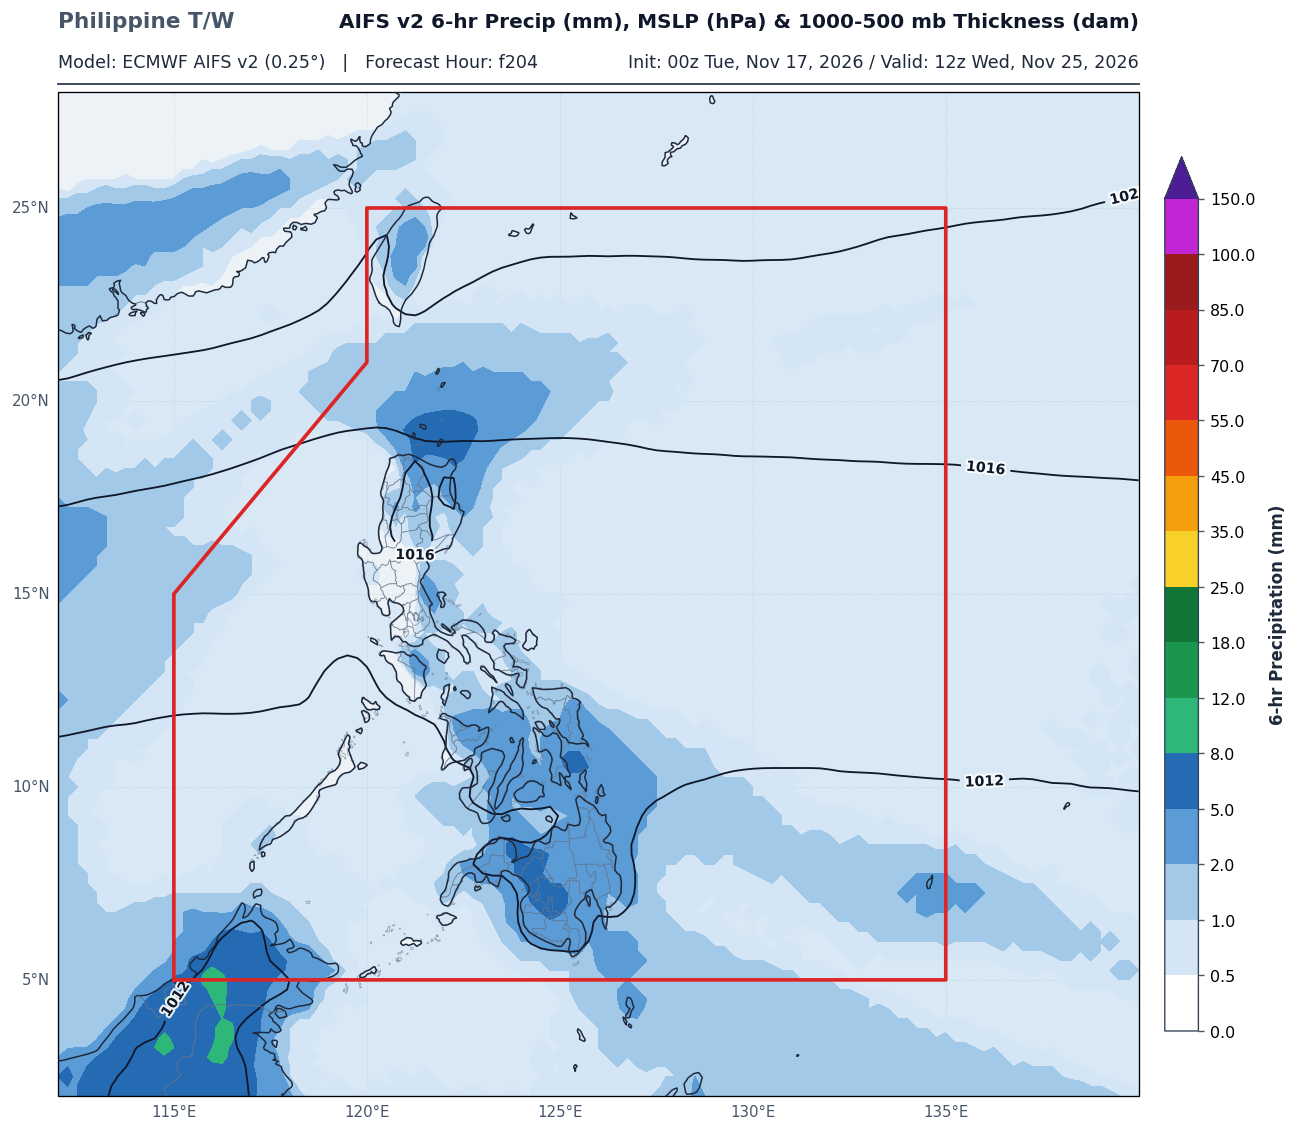 Philippine T/W
AIFS v2 6-hr Precip (mm), MSLP (hPa) & 1000-500 mb Thickness (dam)
Model: ECMWF AIFS v2 (0.25°) | Forecast Hour: f204
Init: 00z Tue, Nov 17, 2026 / Valid: 12z Wed, Nov 25, 2026
25°N
20°N
15°N
10°N
5°N
115°E
120°E
125°E
130°E
135°E
102
1016
1016
1012
1012
150.0
100.0
85.0
70.0
55.0
45.0
35.0
25.0
18.0
12.0
8.0
5.0
2.0
1.0
0.5
0.0
6-hr Precipitation (mm)